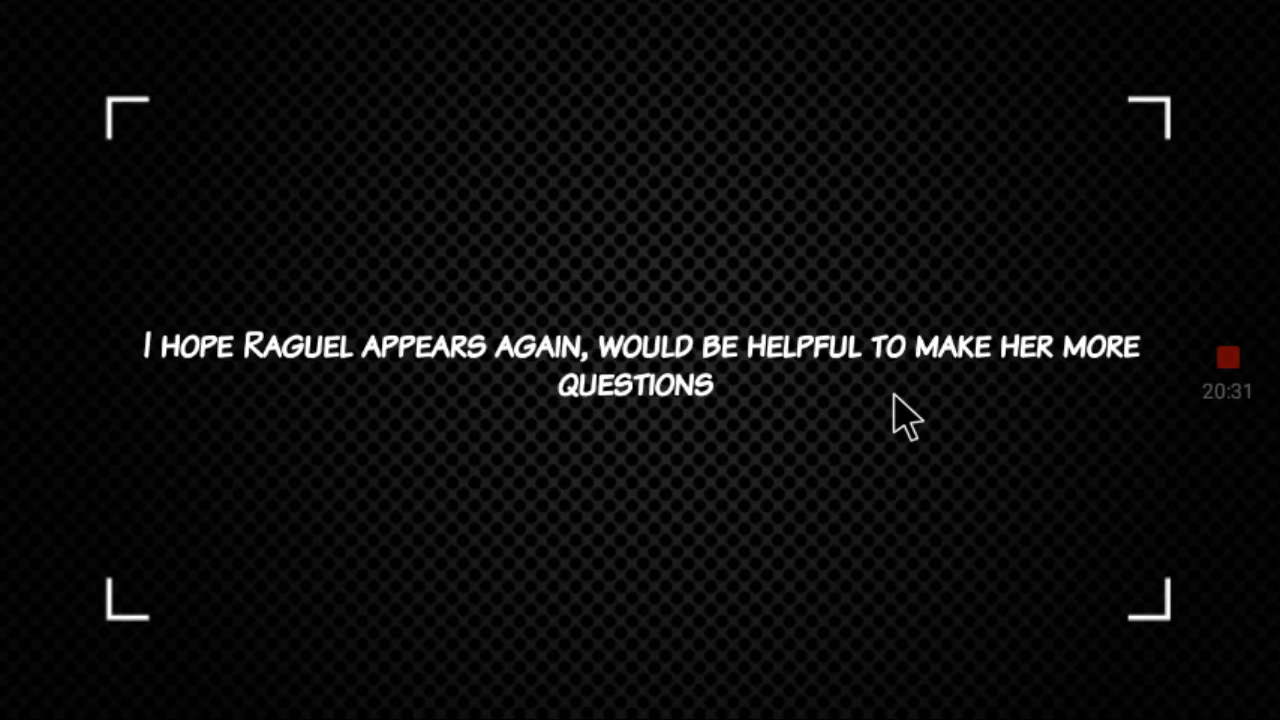 I HOPE RAGUEL APPEARS AGAIN, WOULD BE HELPFUL TO MAKE HER MORE
QUESTIONS
20:31